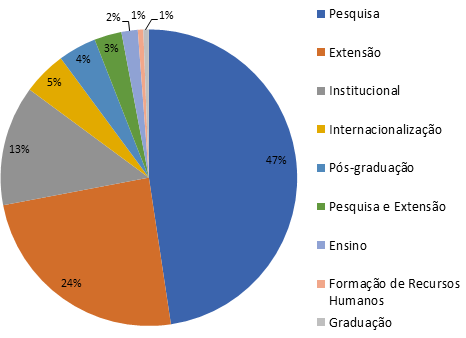 2%
1%
1%
3%
4%
5%
13%
47%
24%
Pesquisa
Extensão
Institucional
Internacionalização
Pós-graduação
Pesquisa e Extensão
Ensino
Formação de Recursos
Humanos
Graduação